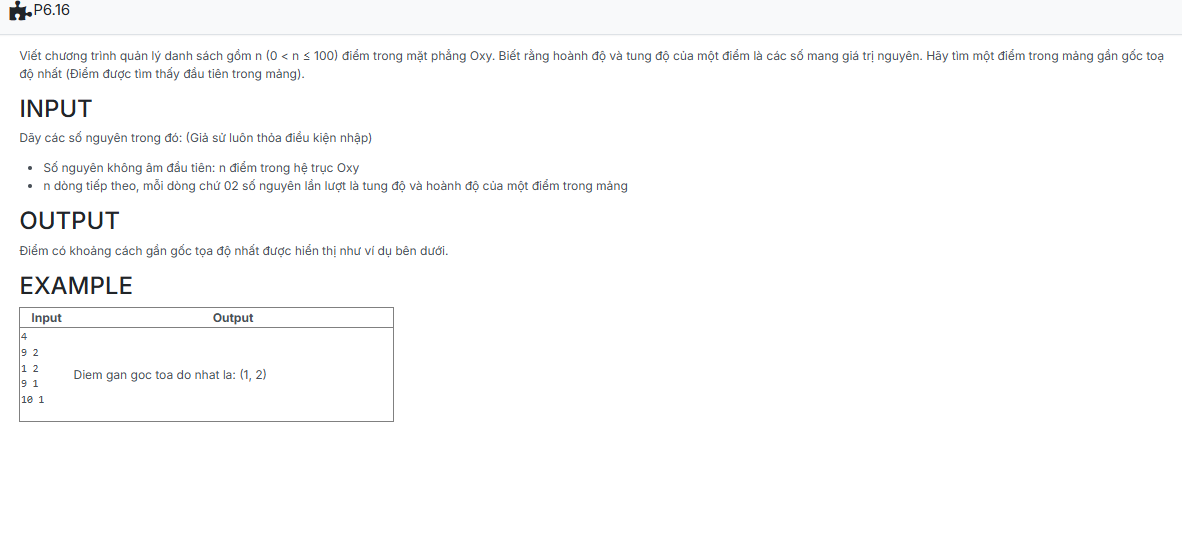 P6.16
Viết chương trình quản lý danh sách gồm n (0 < n ≤ 100) điểm trong mặt phẳng Oxy. Biết rằng hoành độ và tung độ của một điểm là các số mang giá trị nguyên. Hãy tìm một điểm trong mảng gần gốc toạ
độ nhất (Điểm được tìm thấy đầu tiên trong mảng).
INPUT
Dãy các số nguyên trong đó: (Giả sử luôn thỏa điều kiện nhập)
• Số nguyên không âm đầu tiên: n điểm trong hệ trục Oxy
• n dòng tiếp theo, mỗi dòng chứ 02 số nguyên lần lượt là tung độ và hoành độ của một điểm trong mảng
OUTPUT
Điểm có khoảng cách gần gốc tọa độ nhất được hiển thị như ví dụ bên dưới.
EXAMPLE
Input Output
4
9 2
1 2
Diem gan goc toa do nhat la: (1, 2)
9 1
10 1